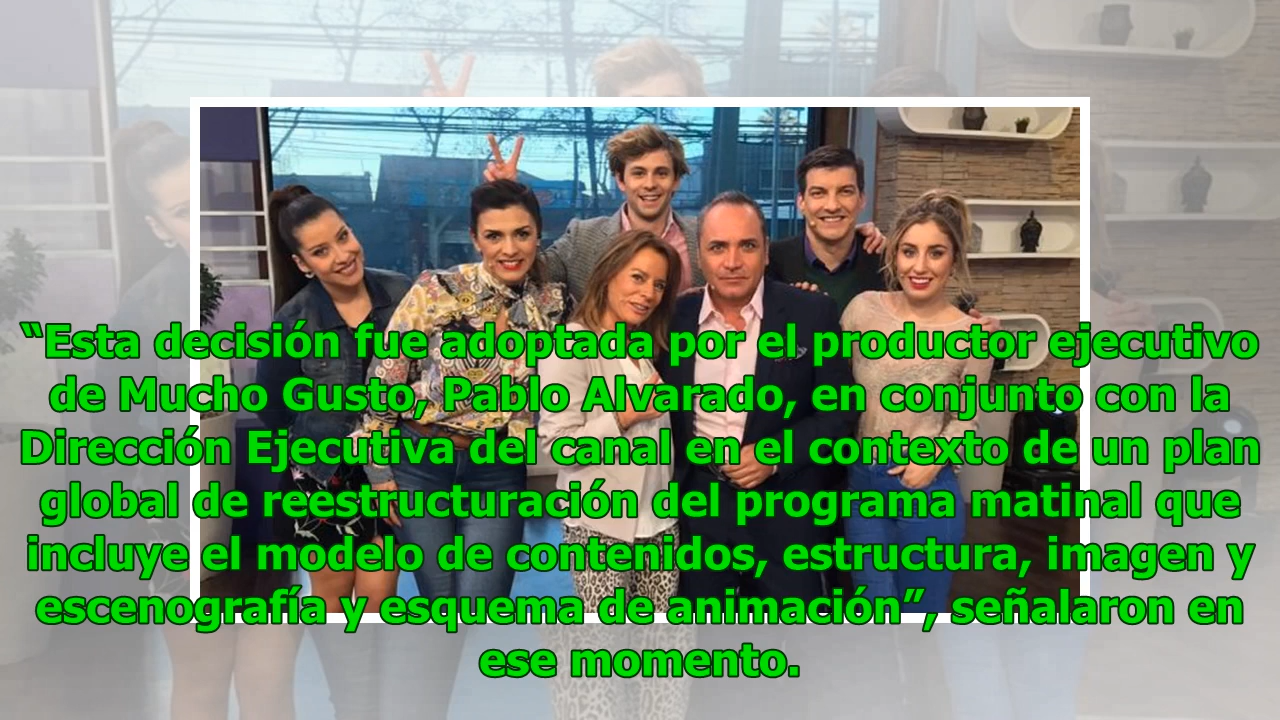 “Esta decisión fue adoptada por el productor ejecutivo
de Mucho Gusto, Pablo Alvarado, en conjunto con la
Dirección Ejecutiva del canal en el contexto de un plan
global de reestructuración del programa matinal que
incluye el modelo de contenidos, estructura, imagen y
escenografía y esquema de animación”, señalaron en
ese momento.